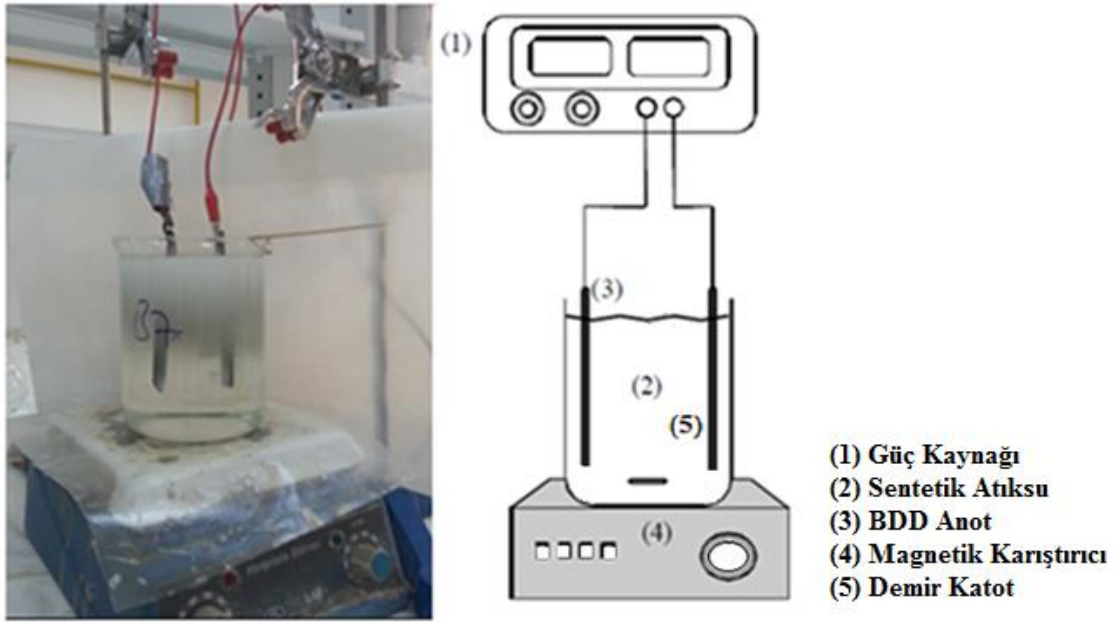 (1)
(3)
(2)
(5)
(4)
(1) Güç Kaynağı
(2) Sentetik Atıksu
(3) BDD Anot
(4) Magnetik Karıştırıcı
(5) Demir Katot